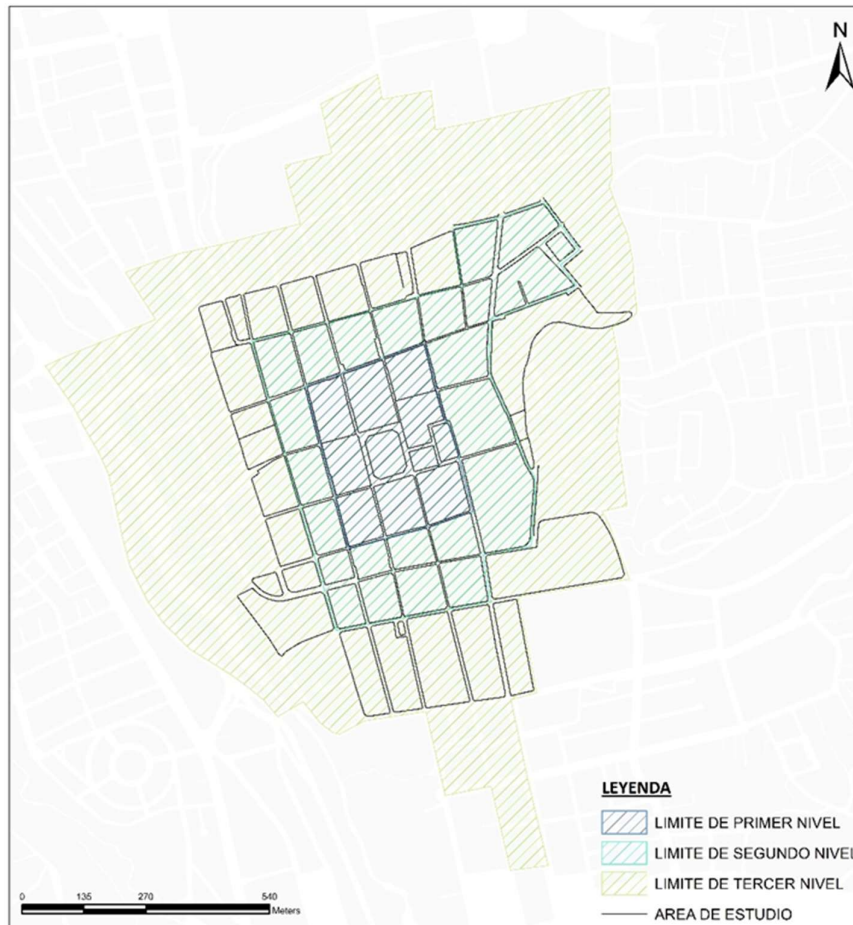 N
LEYENDA
LIMITE DE PRIMER NIVEL
LIMITE DE SEGUNDO NIVEL
LIMITE DE TERCER NIVEL
AREA DE ESTUDIO
0 135 270 540
Meters